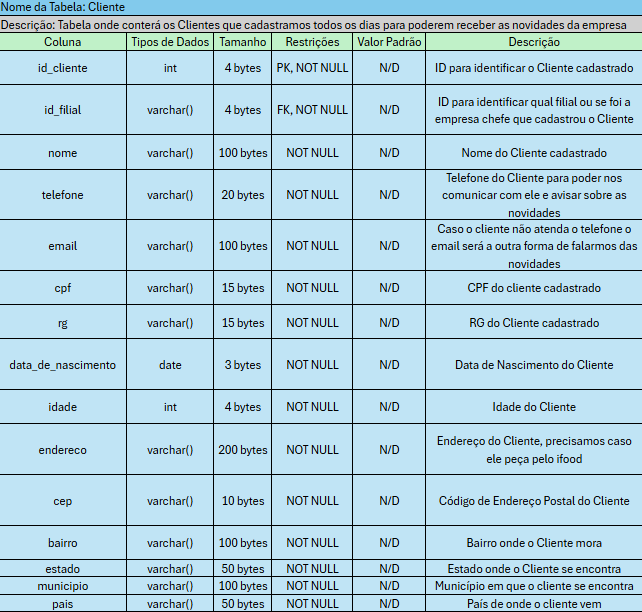 Nome da Tabela: Cliente
Descrição: Tabela onde conterá os Clientes que cadastramos todos os dias para poderem receber as novidades da empresa
Coluna Tipos de Dados Tamanho Restrições Valor Padrão Descrição
id_cliente int 4 bytes PK, NOT NULL N/D ID para identificar o Cliente cadastrado
id_filial varchar() 4 bytes FK, NOT NULL N/D ID para identificar qual filial ou se foi a
empresa chefe que cadastrou o Cliente
nome varchar() 100 bytes NOT NULL N/D Nome do Cliente cadastrado
telefone varchar() 20 bytes NOT NULL N/D Telefone do Cliente para poder nos
comunicar com ele e avisar sobre as
novidades
email varchar() 100 bytes NOT NULL N/D Caso o cliente não atenda o telefone o
email será a outra forma de falarmos das
novidades
cpf varchar() 15 bytes NOT NULL N/D CPF do cliente cadastrado
rg varchar() 15 bytes NOT NULL N/D RG do Cliente cadastrado
data_de_nascimento date 3 bytes NOT NULL N/D Data de Nascimento do Cliente
idade int 4 bytes NOT NULL N/D Idade do Cliente
endereco varchar() 200 bytes NOT NULL N/D Endereço do Cliente, precisamos caso
ele peça pelo ifood
cep varchar() 10 bytes NOT NULL N/D Código de Endereço Postal do Cliente
bairro varchar() 100 bytes NOT NULL N/D Bairro onde o Cliente mora
estado varchar() 50 bytes NOT NULL N/D Estado onde o Cliente se encontra
municipio varchar() 100 bytes NOT NULL N/D Município em que o cliente se encontra
pais varchar() 50 bytes NOT NULL N/D País de onde o cliente vem